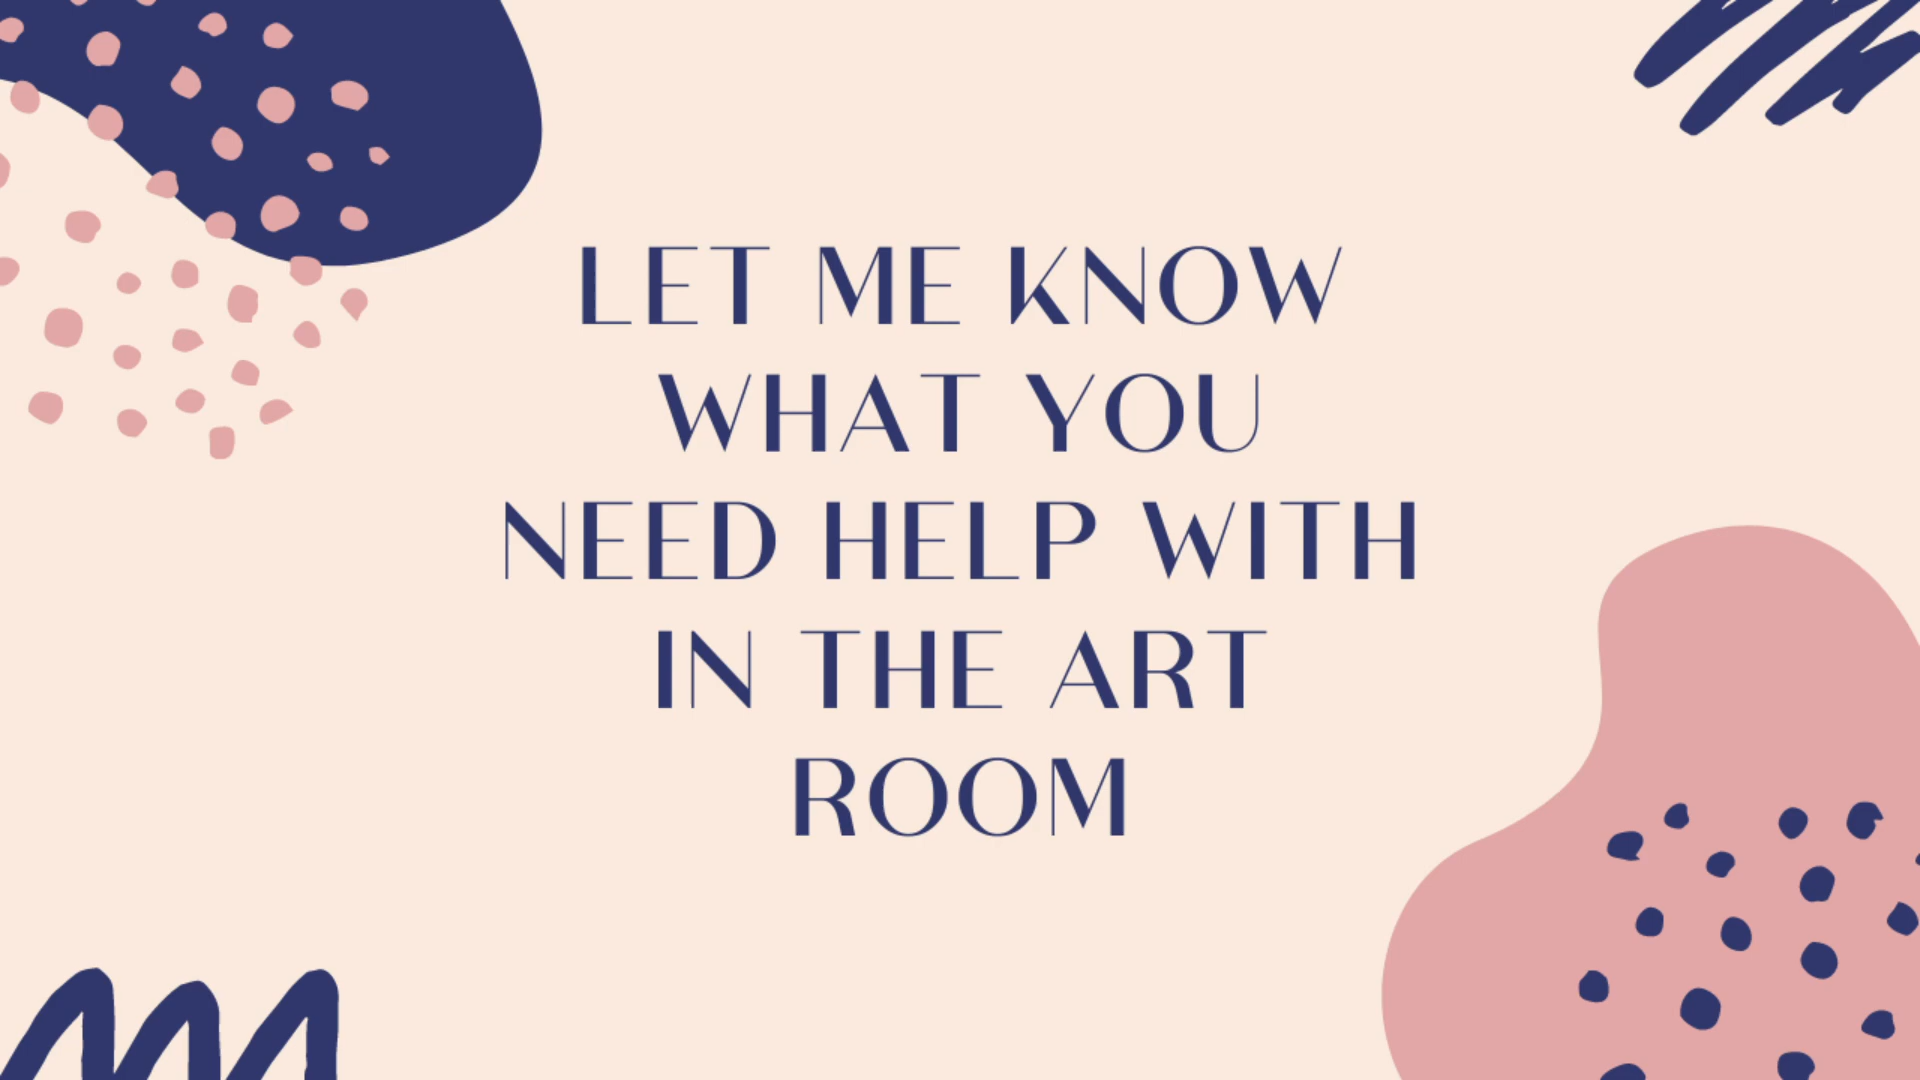 LET ME KNOW
WHAT YOU
NEED HELP WITH
IN THE ART
ROOM